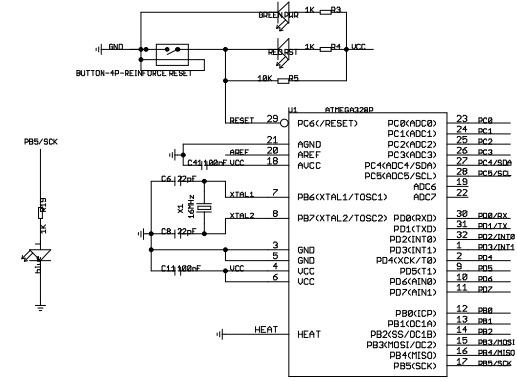 GREEN PWR 1K R3
GND RED RST 1K R4 VCC
BUTTON-4P-REINFORCE RESET
10K R5
U1 ATMEGA328P
RESET 29 PC6(/RESET) PC0(ADC0) 23 PC0
PC1(ADC1) 24 PC1
21 AGND PC2(ADC2) 25 PC2
AREF 20 AREF PC3(ADC3) 26 PC3
C4 100nF VCC 18 AVCC PC4(ADC4/SDA) 27 PC4/SDA
PC5(ADC5/SCL) 28 PC5/SCL
C6 22pF ADC6 19
XTAL1 7 PB6(XTAL1/TOSC1) ADC7 22
X1 16MHz
XTAL2 8 PB7(XTAL2/TOSC2) PD0(RXD) 30 PD0/RX
C8 22pF PD1(TXD) 31 PD1/TX
PD2(INT0) 32 PD2/INT0
3 GND PD3(INT1) 1 PD3/INT1
5 GND PD4(XCK/T0) 2 PD4
C11 100nF VCC 4 VCC PD5(T1) 9 PD5
6 VCC PD6(AIN0) 10 PD6
PD7(AIN1) 11 PD7
PB0(ICP) 12 PB0
PB1(OC1A) 13 PB1
HEAT HEAT PB2(SS/OC1B) 14 PB2
PB3(MOSI/OC2) 15 PB3/MOSI
PB4(MISO) 16 PB4/MISO
PB5(SCK) 17 PB5/SCK
PB5/SCK
R19
1K